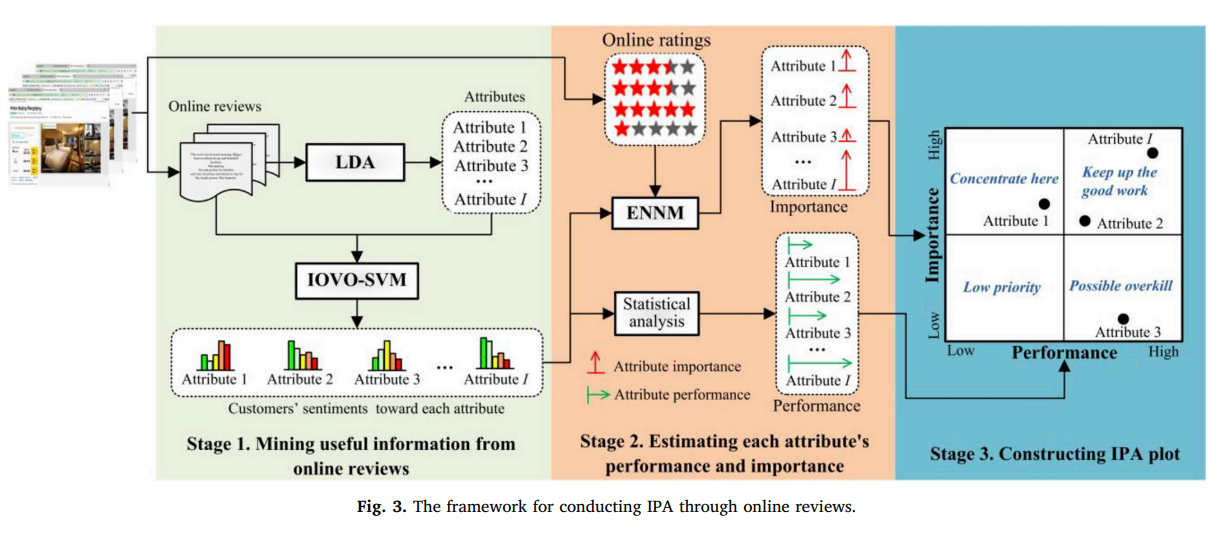 Online reviews
LDA
Attributes
Attribute 1
Attribute 2
Attribute 3
...
Attribute I
IOVO-SVM
Attribute 1
Attribute 2
Attribute 3
...
Attribute I
Customers' sentiments toward each attribute
Stage 1. Mining useful information from
online reviews
Online ratings
ENNM
Statistical
analysis
Attribute 1
Attribute 2
Attribute 3
...
Attribute I
Importance
Attribute 1
Attribute 2
Attribute 3
...
Attribute I
Performance
Attribute importance
Attribute performance
Stage 2. Estimating each attribute's
performance and importance
High
Importance
Low
Concentrate here
Attribute 1
Attribute I
Keep up the
good work
Attribute 2
Low priority
Possible overkill
Attribute 3
Low
Performance
High
Stage 3. Constructing IPA plot
Fig. 3. The framework for conducting IPA through online reviews.